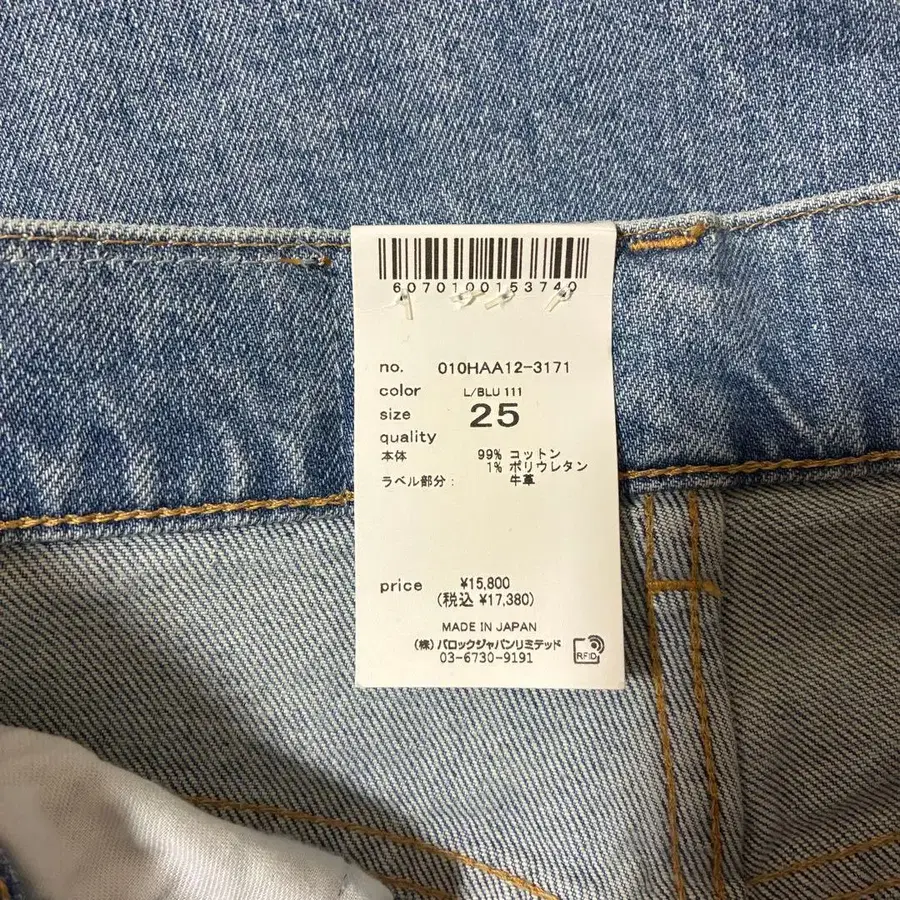 6070100153740
no. 010HAA12-3171
color L/BLU 111
size 25
quality
本体 99% コットン
1% ポリウレタン
ラベル部分： 牛革
price ¥15,800
(税込 ¥17,380)
MADE IN JAPAN
(株) バロックジャパンリミテッド
03-6730-9191
RFID